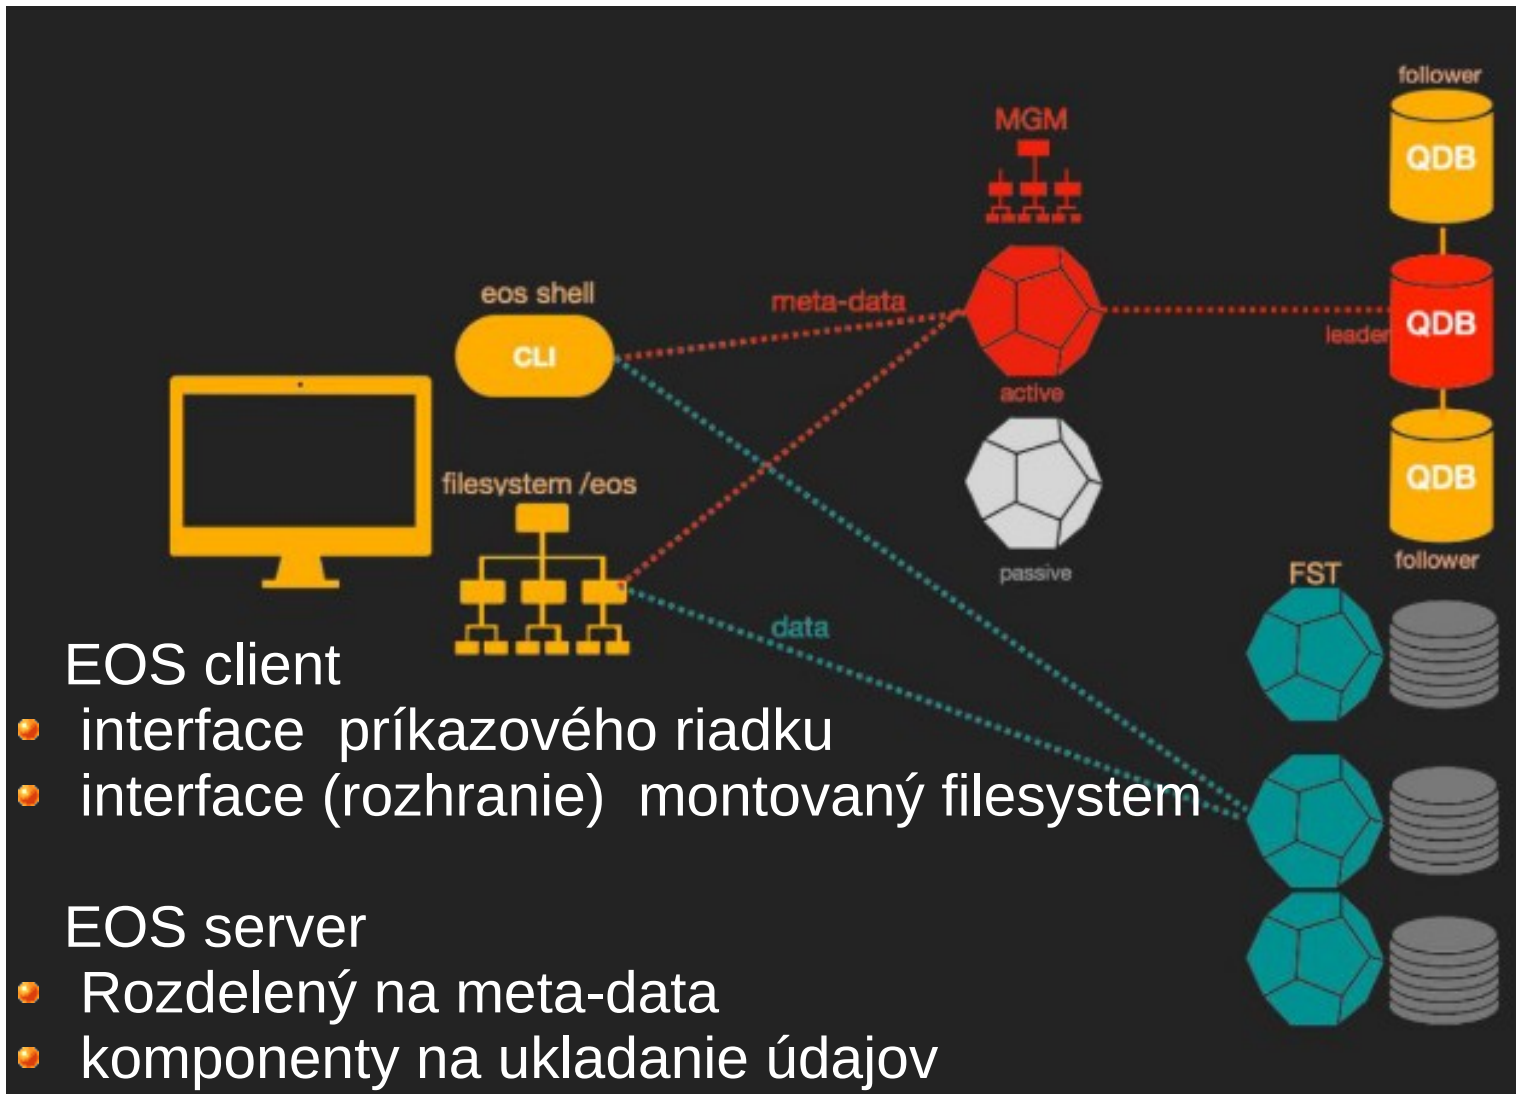 follower
MGM
QDB
eos shell
meta-data
CLI
leader
QDB
active
filesystem /eos
QDB
passive
follower
FST
data
EOS client
interface  príkazového riadku
interface (rozhranie)  montovaný filesystem
EOS server
Rozdelený na meta-data
komponenty na ukladanie údajov